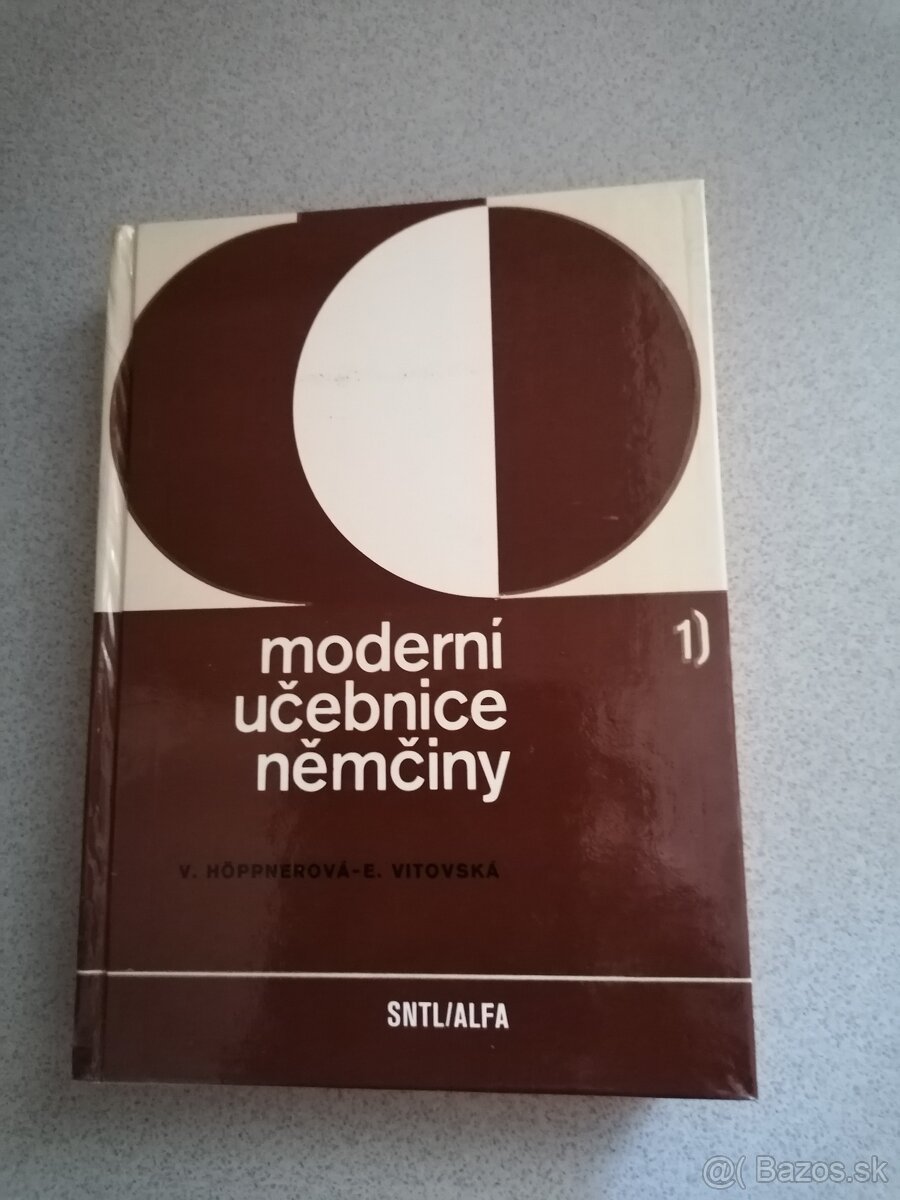 moderní
učebnice
němčiny
1)
V. HÖPPNEROVÁ-E. VITOVSKÁ
SNTL/ALFA
@( Bazos.sk